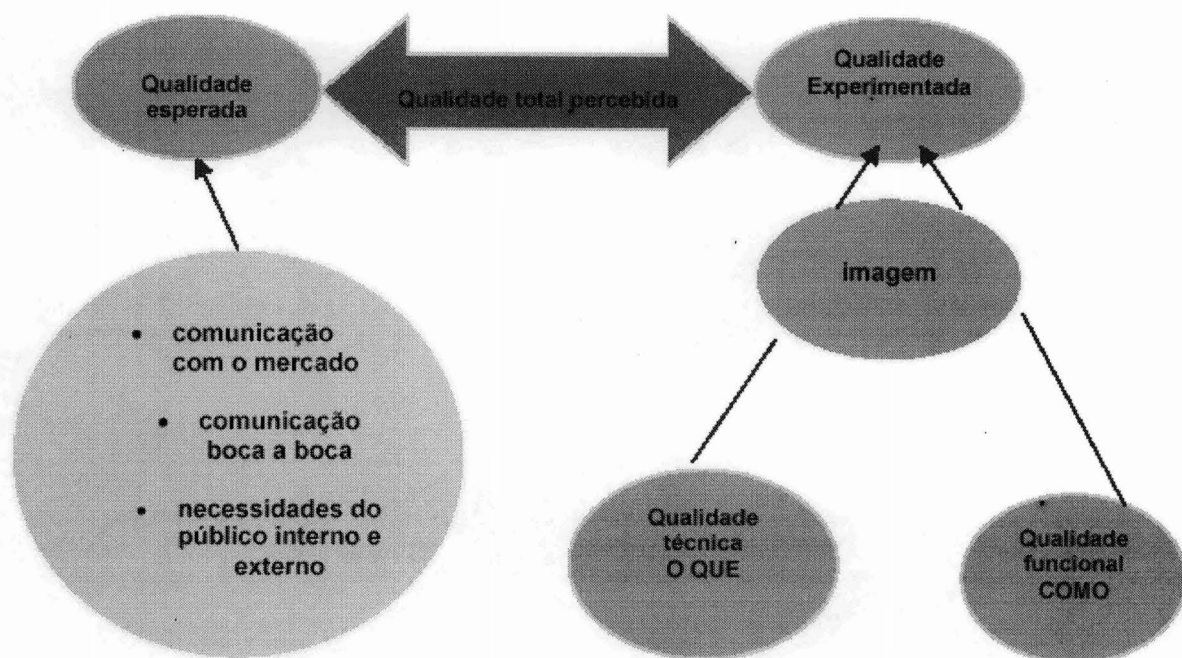 Qualidade
esperada
Qualidade total percebida
Qualidade
Experimentada
imagem
• comunicação
com o mercado
• comunicação
boca a boca
• necessidades do
público interno e
externo
Qualidade
técnica
O QUE
Qualidade
funcional
COMO